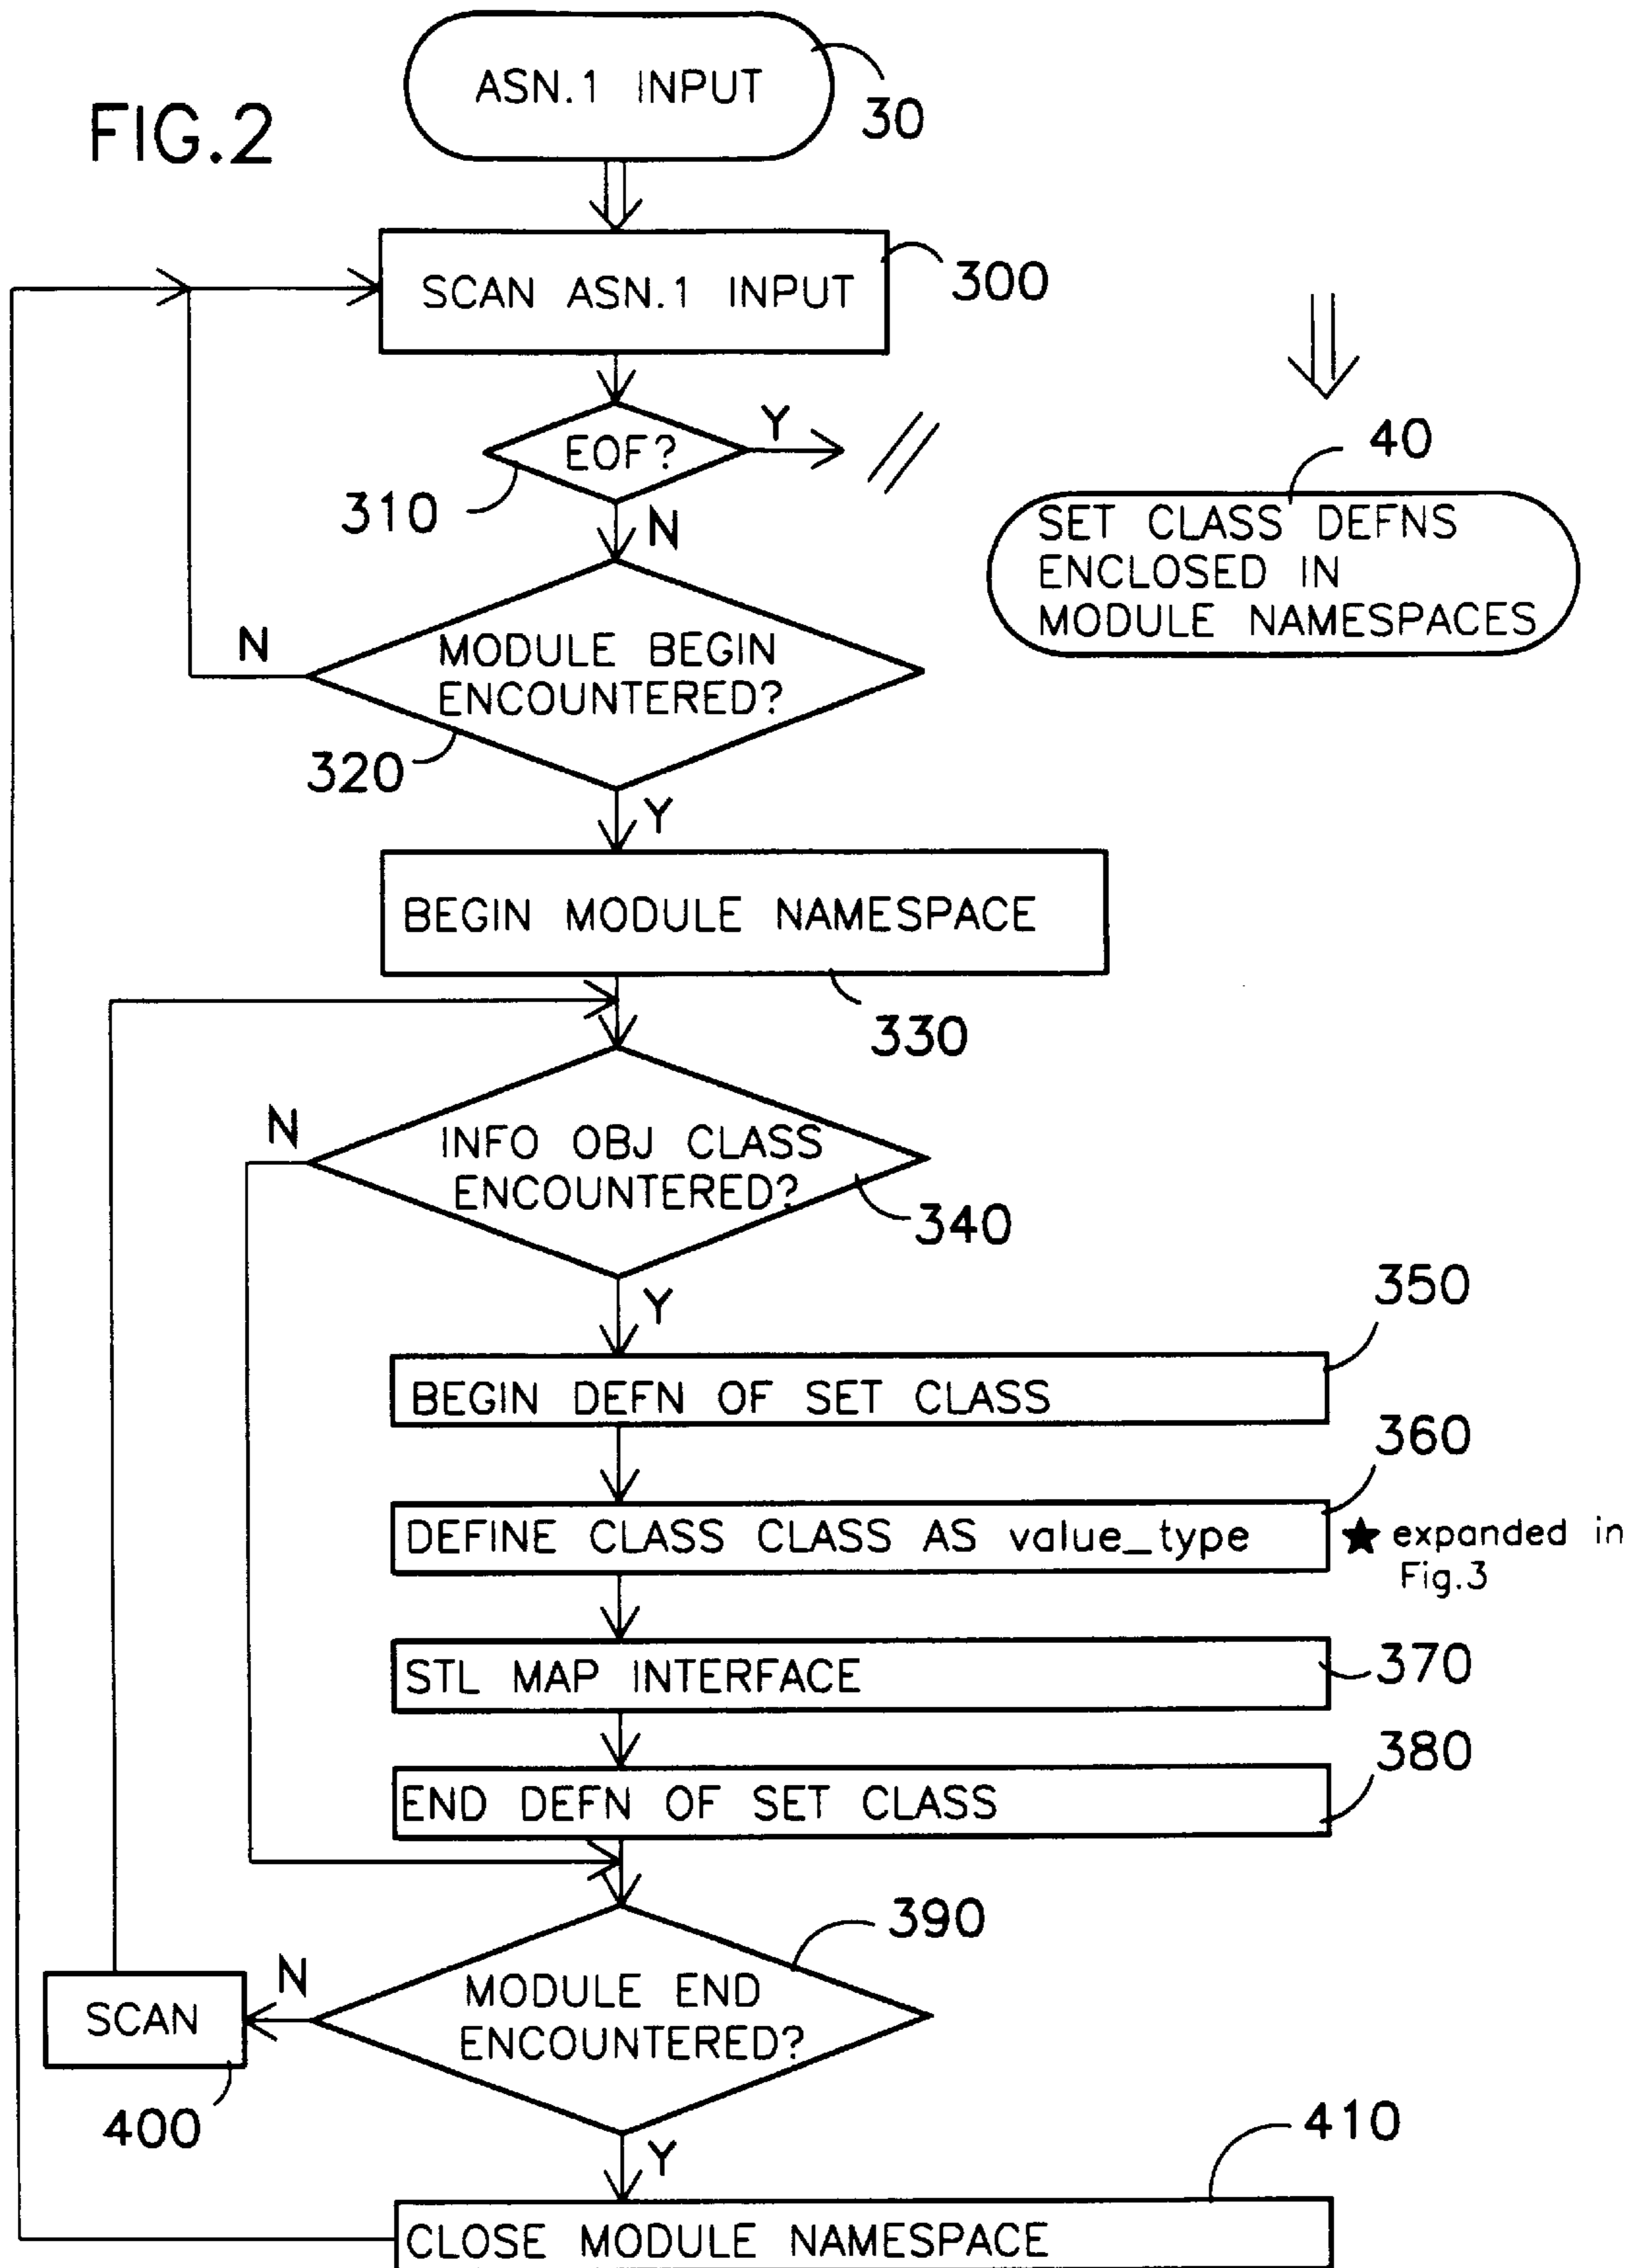 FIG.2
ASN.1 INPUT
30
SCAN ASN.1 INPUT
300
EOF?
Y
310
N
40
SET CLASS DEFNS
ENCLOSED IN
MODULE NAMESPACES
N
MODULE BEGIN
ENCOUNTERED?
320
Y
BEGIN MODULE NAMESPACE
330
N
INFO OBJ CLASS
ENCOUNTERED?
340
Y
350
BEGIN DEFN OF SET CLASS
360
DEFINE CLASS CLASS AS value_type
★ expanded in
Fig.3
STL MAP INTERFACE
370
380
END DEFN OF SET CLASS
390
N
MODULE END
ENCOUNTERED?
SCAN
400
Y
410
CLOSE MODULE NAMESPACE